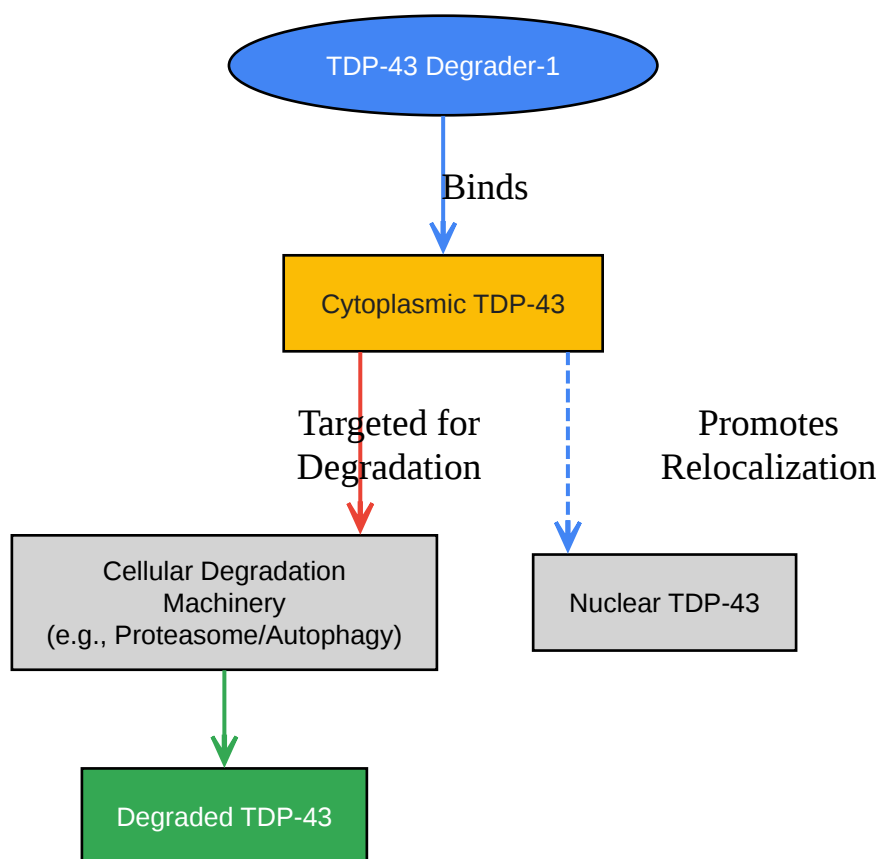 TDP-43 Degrader-1
Binds
Cytoplasmic TDP-43
Targeted for
Degradation
Promotes
Relocalization
Cellular Degradation
Machinery
(e.g., Proteasome/Autophagy)
Nuclear TDP-43
Degraded TDP-43